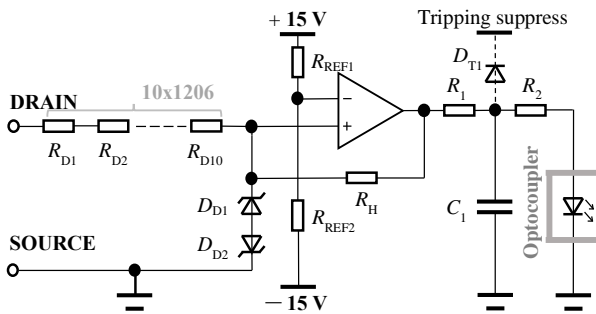 + 15 V
Tripping suppress
R_REF1
D_T1
10x1206
DRAIN
−
+
R_1
R_2
R_D1
R_D2
R_D10
R_H
D_D1
D_D2
R_REF2
C_1
Optocoupler
SOURCE
— 15 V